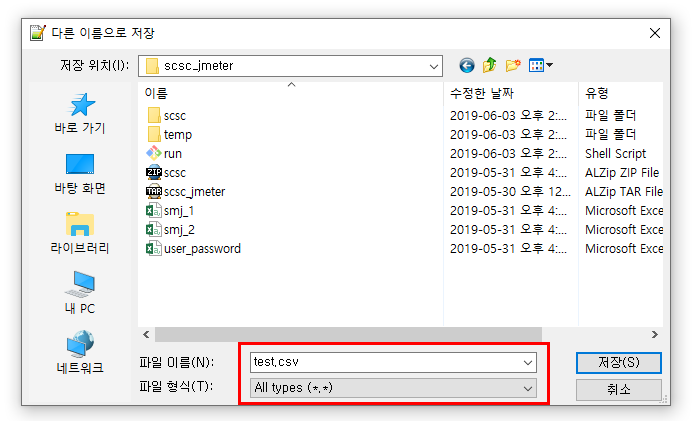 다른 이름으로 저장
저장 위치(I): scsc_jmeter
이름 수정한 날짜 유형
scsc 2019-06-03 오후 2:... 파일 폴더
temp 2019-06-03 오후 2:... 파일 폴더
run 2019-06-03 오후 2:... Shell Script
ZIP scsc 2019-05-31 오후 4:... ALZip ZIP File
TAR scsc_jmeter 2019-05-30 오후 12... ALZip TAR File
smj_1 2019-05-31 오후 4:... Microsoft Exce
smj_2 2019-05-31 오후 4:... Microsoft Exce
user_password 2019-05-31 오후 4:... Microsoft Exce
바로 가기
바탕 화면
라이브러리
내 PC
네트워크
파일 이름(N): test.csv 저장(S)
파일 형식(T): All types (*.*) 취소